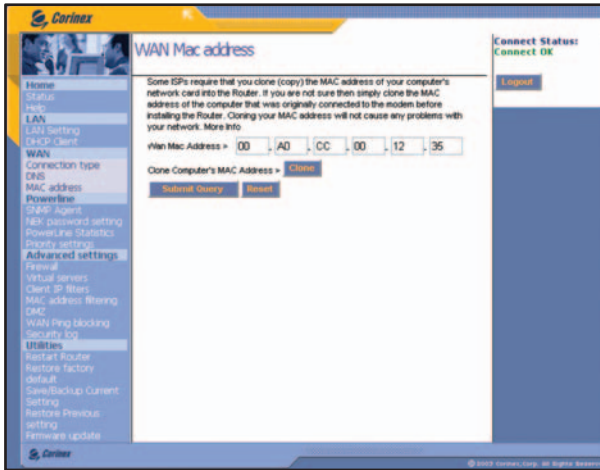 Corinex
WAN Mac address
Connect Status:
Connect OK
Logout
Home
Status
Help
LAN
LAN Setting
DHCP Client
WAN
Connection type
DNS
MAC address
Powerline
SNMP Agent
NEK password setting
PowerLine Statistics
Priority settings
Advanced settings
Firewall
Virtual servers
Client IP filters
MAC address filtering
DMZ
WAN Ping blocking
Security log
Utilities
Restart Router
Restore factory
default
Save/Backup Current
Setting
Restore Previous
setting
Firmware update
Some ISPs require that you clone (copy) the MAC address of your computer's
network card into the Router. If you are not sure then simply clone the MAC
address of the computer that was originally connected to the modem before
installing the Router. Cloning your MAC address will not cause any problems with
your network. More Info
Wan Mac Address > 00 . A0 . CC . 00 . 12 . 35
Clone Computer's MAC Address > Clone
Submit Query Reset
Corinex
© 2003 Corinex, Corp. All Rights Reserved